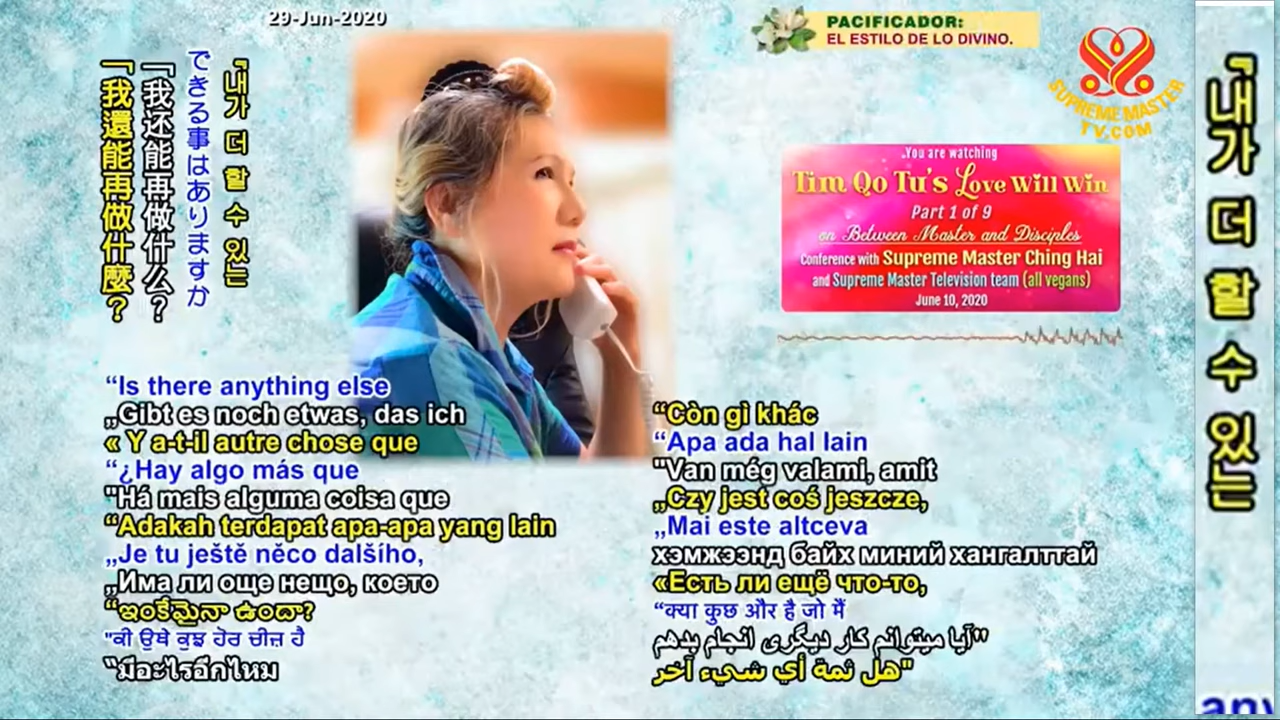 29-Jun-2020
PACIFICADOR:
EL ESTILO DE LO DIVINO.
SUPREME MASTER
TV.COM
You are watching
Tim Qo Tu's Love Will Win
Part 1 of 9
on Between Master and Disciples
Conference with Supreme Master Ching Hai
and Supreme Master Television team (all vegans)
June 10, 2020
『내가 더 할 수 있는
できる事はありますか
「我还能再做什么?
「我還能再做什麼?
“Is there anything else
„Gibt es noch etwas, das ich
« Y a-t-il autre chose que
“¿Hay algo más que
"Há mais alguma coisa que
“Adakah terdapat apa-apa yang lain
„Je tu ještě něco dalšího,
„Има ли още нещо, което
“ఇంకేమైనా ఉందా?
"ਕੀ ਉਥੇ ਕੁਝ ਹੋਰ ਚੀਜ਼ ਹੈ
“มีอะไรอีกไหม
“Còn gì khác
“Apa ada hal lain
"Van még valami, amit
„Czy jest coś jeszcze,
„Mai este altceva
хэмжээнд байх миний хангалттай
«Есть ли ещё что-то,
“क्या कुछ और है जो मैं
"آیا میتوانم کار دیگری انجام بدهم
"هل ثمة أي شيء آخر
『내가 더 할 수 있는
any